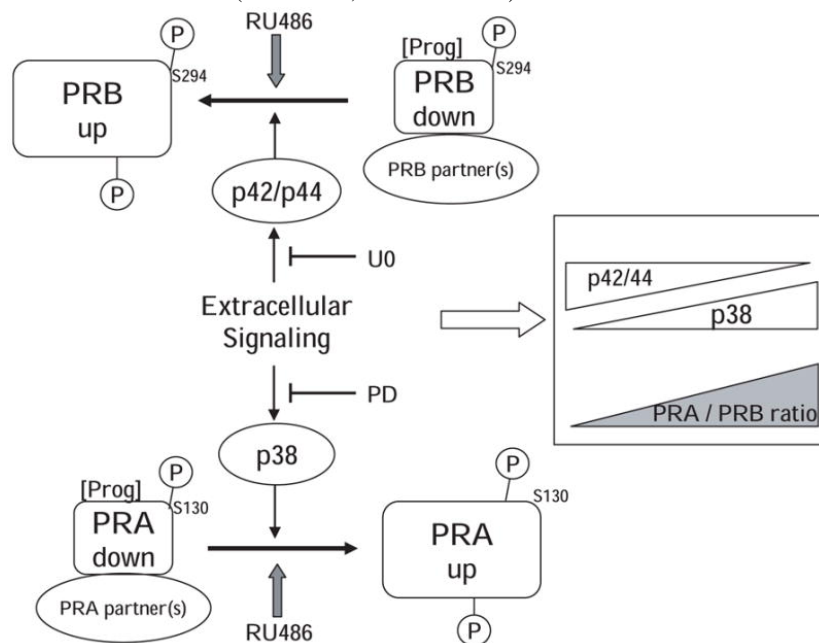 RU486
P
S294
PRB
up
P
[Prog]
P
S294
PRB
down
PRB partner(s)
p42/p44
U0
Extracellular
Signaling
PD
p38
p42/44
p38
PRA / PRB ratio
[Prog]
P
S130
PRA
down
PRA partner(s)
RU486
P
S130
PRA
up
P